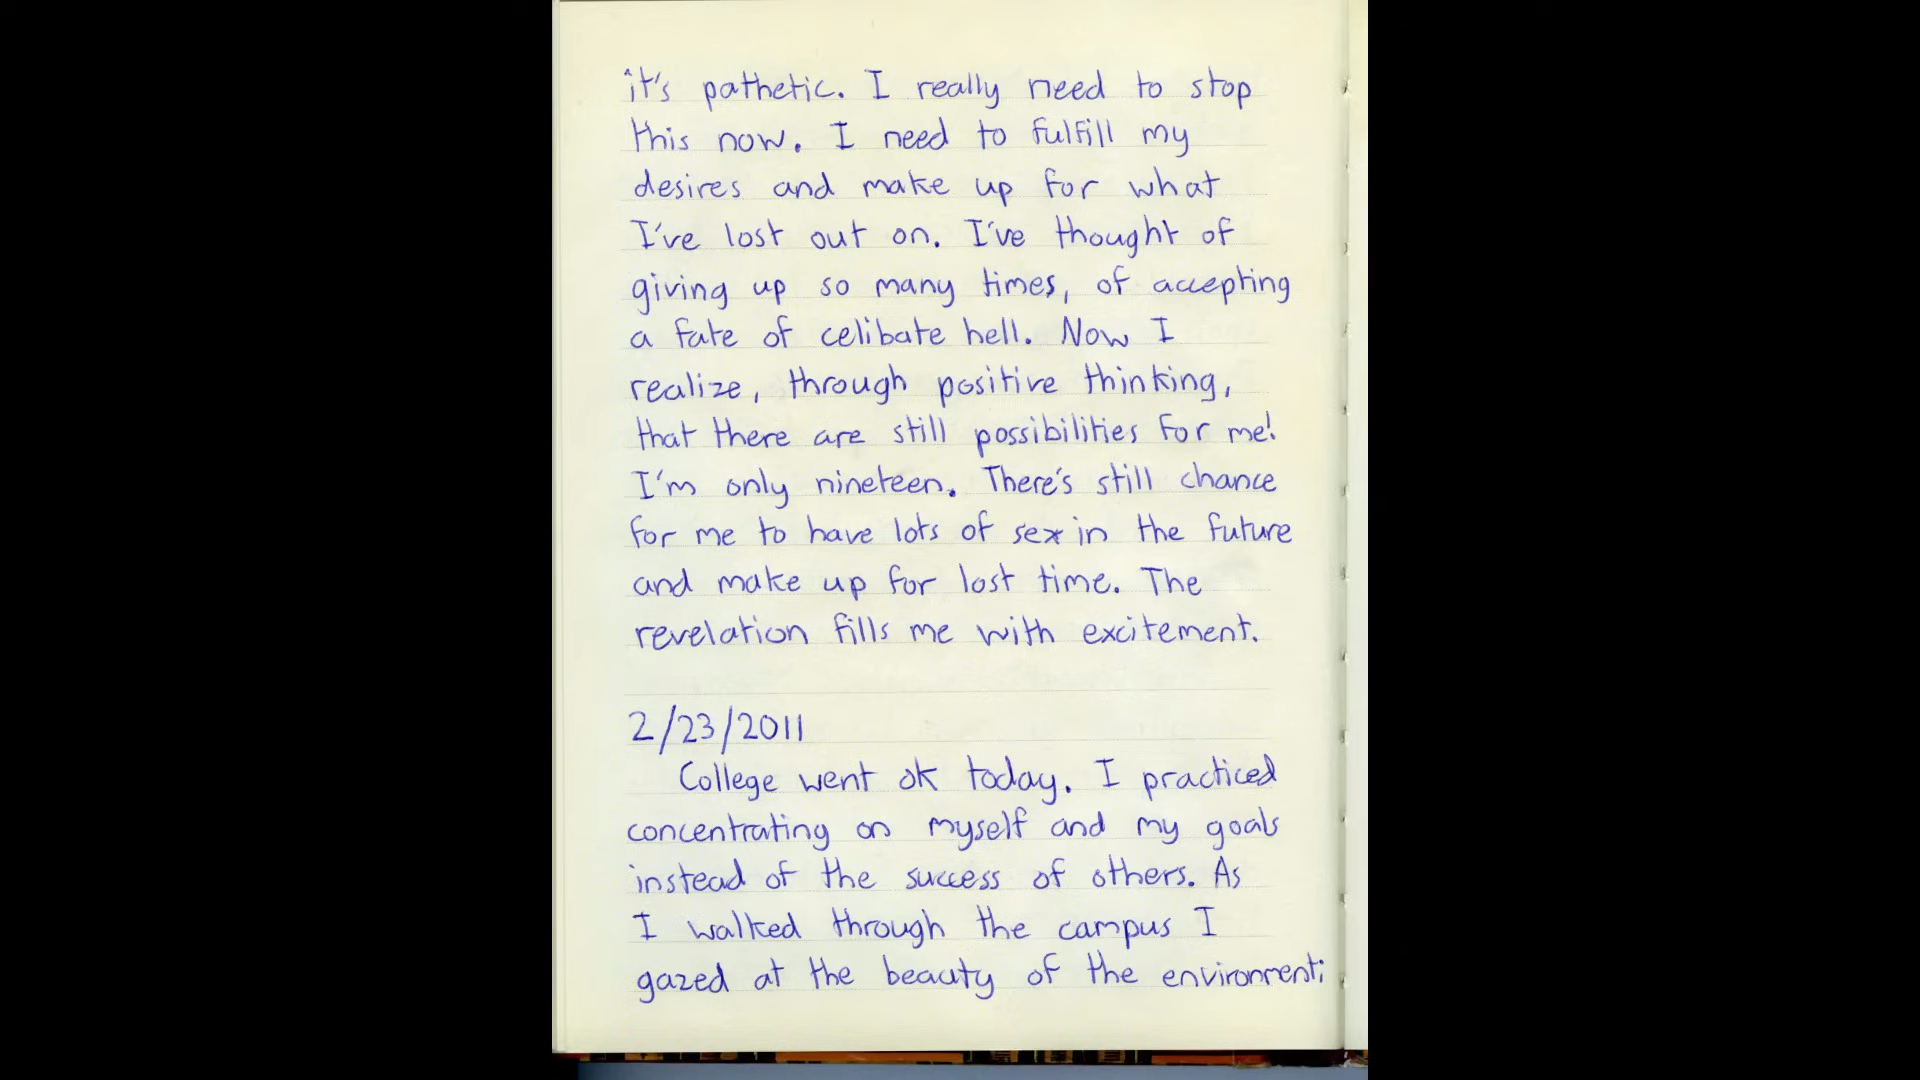 it's pathetic. I really need to stop
this now. I need to fulfill my
desires and make up for what
I've lost out on. I've thought of
giving up so many times, of accepting
a fate of celibate hell. Now I
realize, through positive thinking,
that there are still possibilities for me!
I'm only nineteen. There's still chance
for me to have lots of sex in the future
and make up for lost time. The
revelation fills me with excitement.
2/23/2011
College went ok today. I practiced
concentrating on myself and my goals
instead of the success of others. As
I walked through the campus I
gazed at the beauty of the environment;